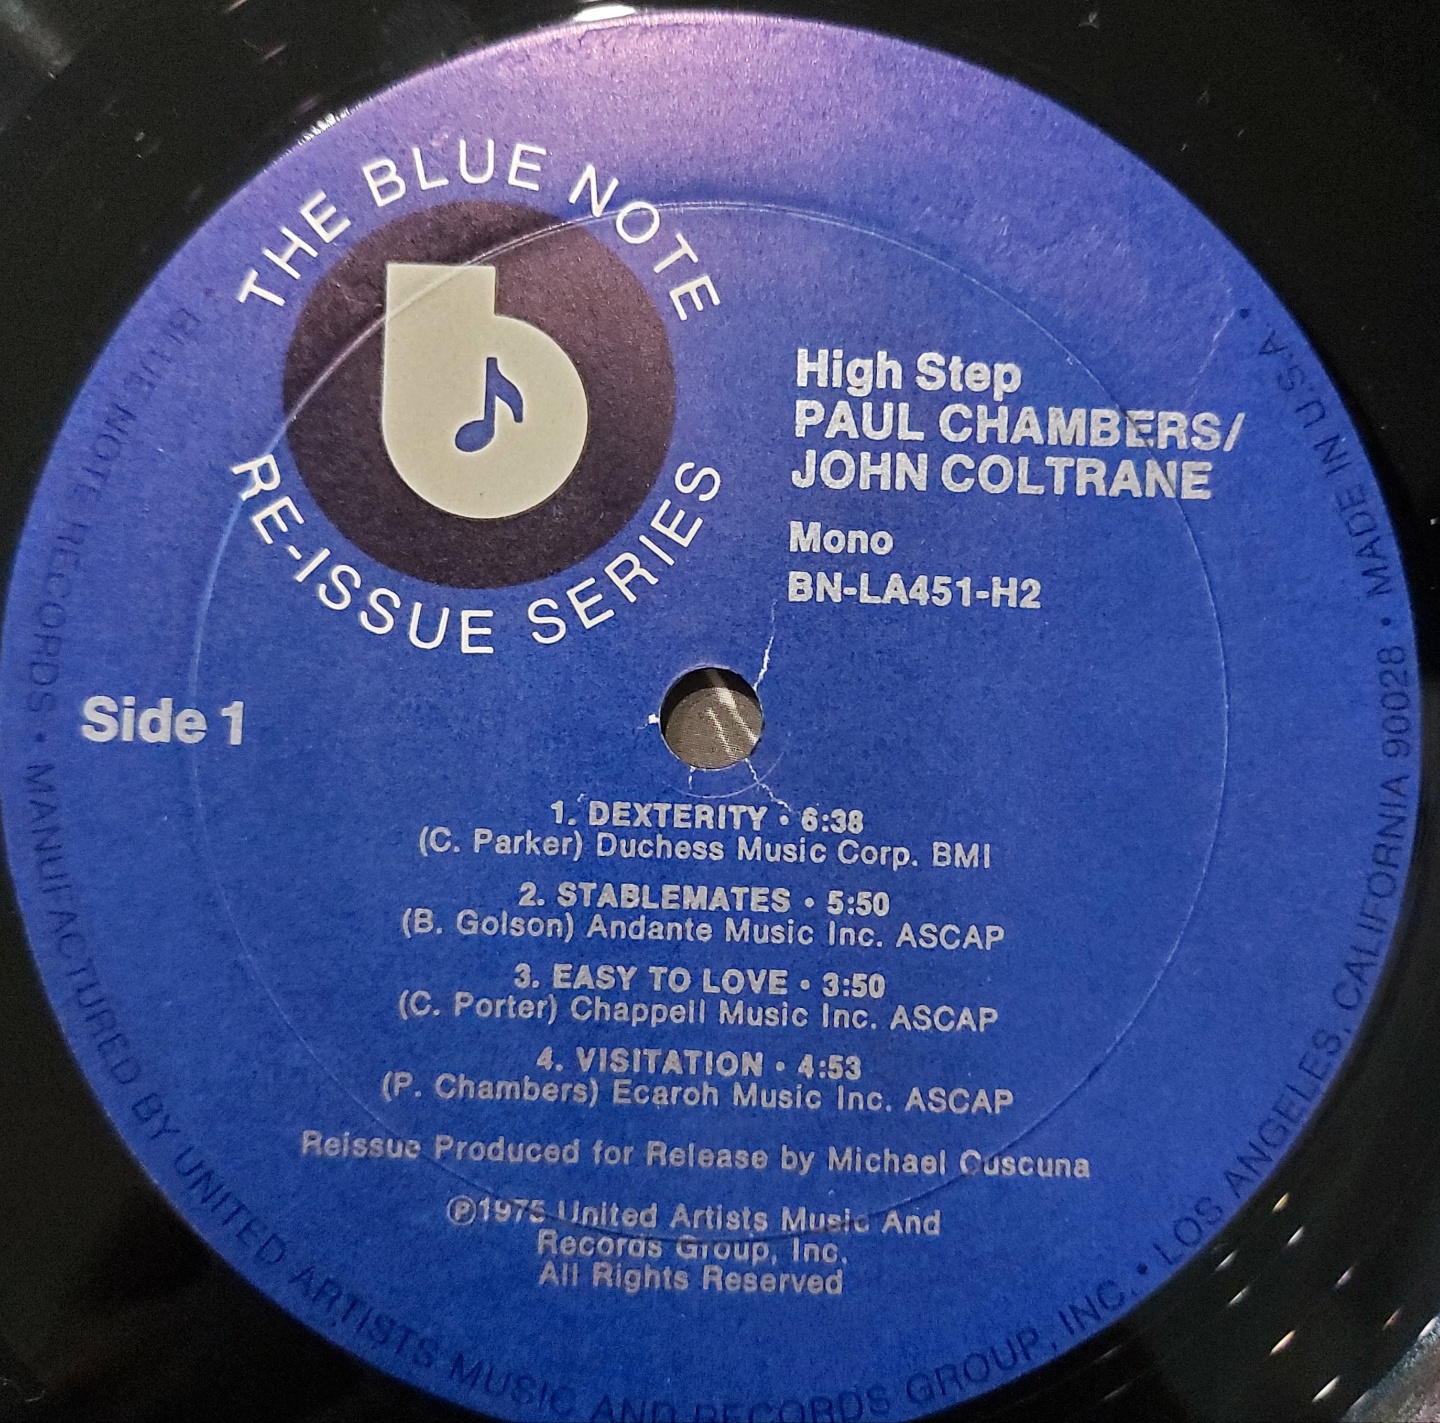 THE BLUE NOTE
RE-ISSUE SERIES
High Step
PAUL CHAMBERS/
JOHN COLTRANE
Mono
BN-LA451-H2
Side 1
1. DEXTERITY • 6:38
(C. Parker) Duchess Music Corp. BMI
2. STABLEMATES • 5:50
(B. Golson) Andante Music Inc. ASCAP
3. EASY TO LOVE • 3:50
(C. Porter) Chappell Music Inc. ASCAP
4. VISITATION • 4:53
(P. Chambers) Ecaroh Music Inc. ASCAP
Reissue Produced for Release by Michael Cuscuna
℗1975 United Artists Music And
Records Group, Inc.
All Rights Reserved
BLUE NOTE RECORDS • MANUFACTURED BY UNITED ARTISTS MUSIC AND RECORDS GROUP, INC. • LOS ANGELES, CALIFORNIA 90028 • MADE IN U.S.A. •